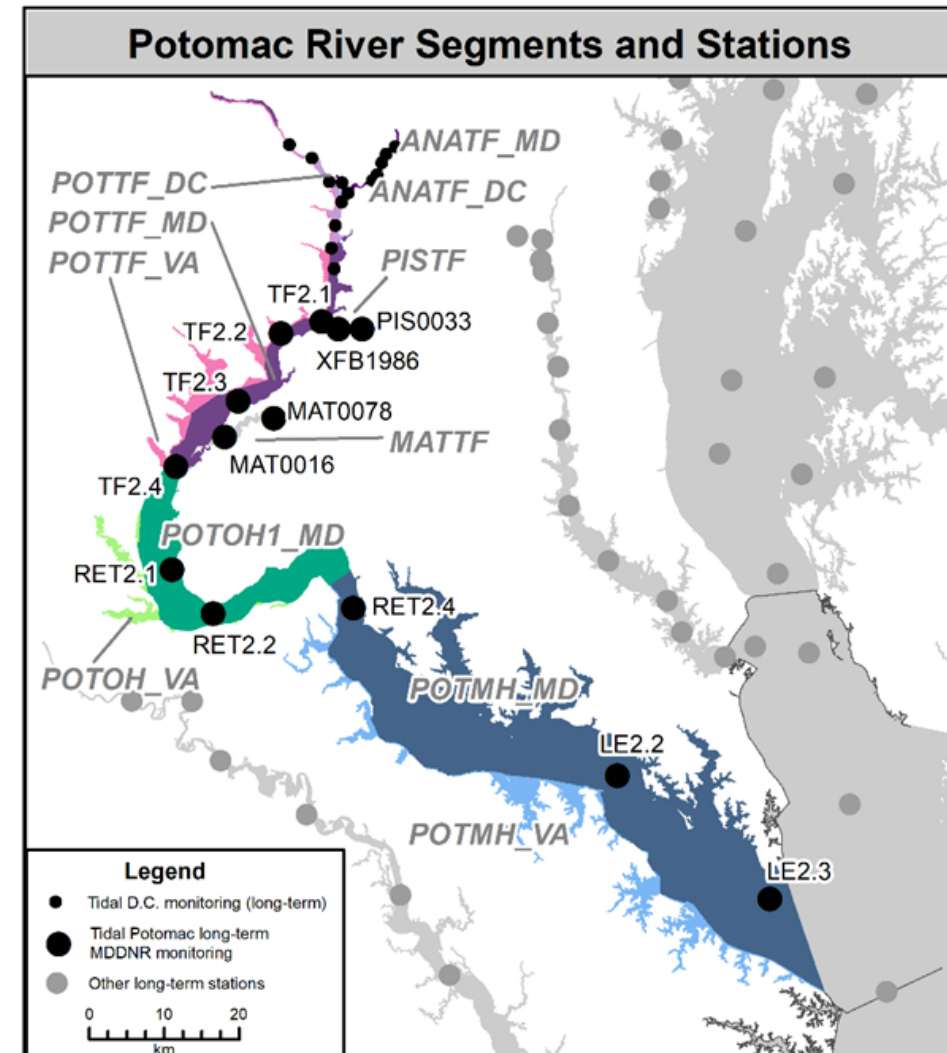 Potomac River Segments and Stations
ANATF_MD
POTTF_DC
ANATF_DC
POTTF_MD
POTTF_VA
PISTF
TF2.1
PIS0033
TF2.2
XFB1986
TF2.3
MAT0078
MATTF
MAT0016
TF2.4
POTOH1_MD
RET2.1
RET2.4
RET2.2
POTOH_VA
POTMH_MD
LE2.2
POTMH_VA
LE2.3
Legend
Tidal D.C. monitoring (long-term)
Tidal Potomac long-term
MDDNR monitoring
Other long-term stations
0 10 20
km